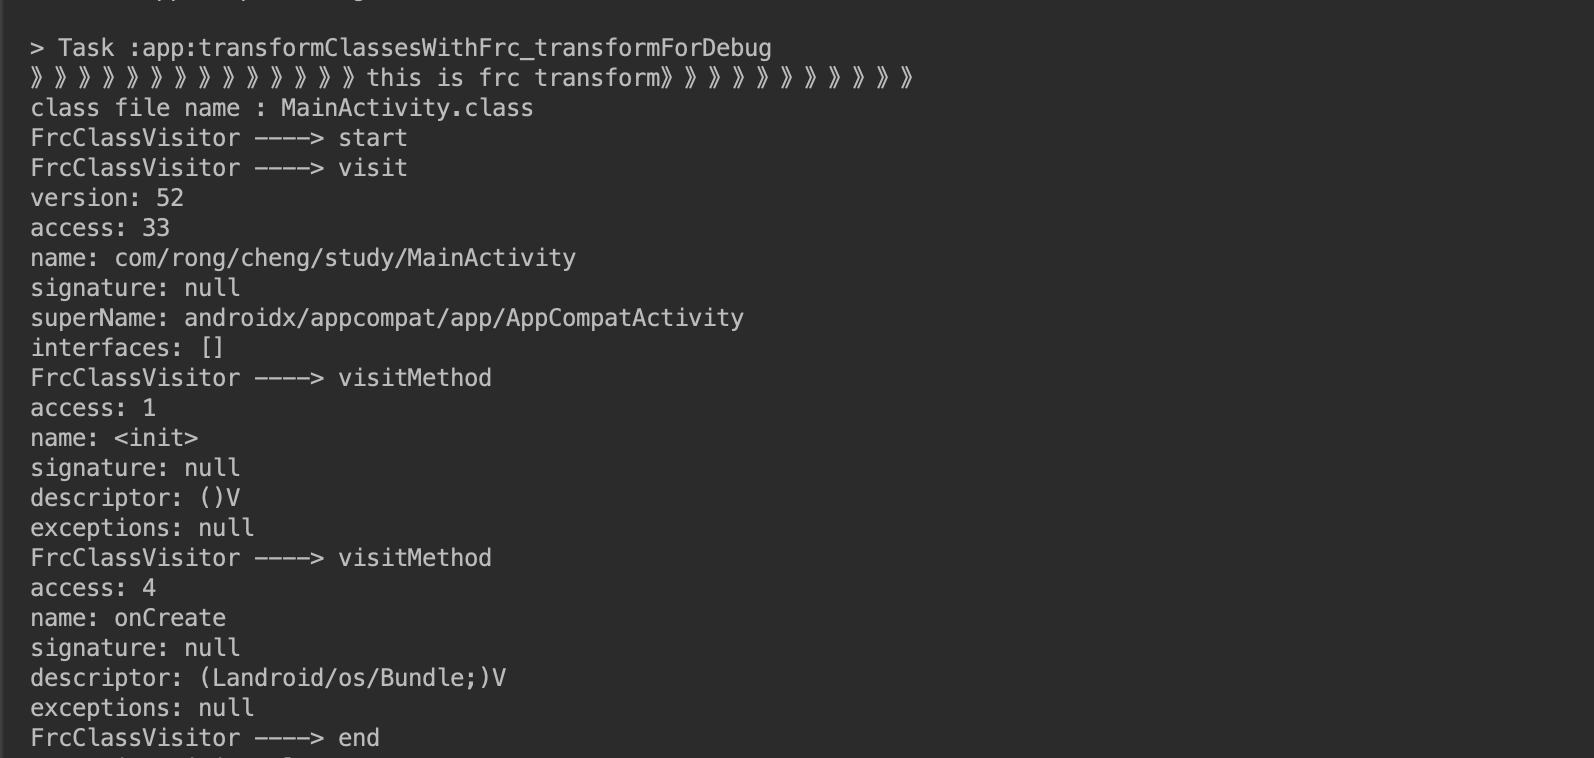 > Task :app:transformClassesWithFrc_transformForDebug
》》》》》》》》》》》》》》this is frc transform》》》》》》》》》》》
class file name : MainActivity.class
FrcClassVisitor ----> start
FrcClassVisitor ----> visit
version: 52
access: 33
name: com/rong/cheng/study/MainActivity
signature: null
superName: androidx/appcompat/app/AppCompatActivity
interfaces: []
FrcClassVisitor ----> visitMethod
access: 1
name: <init>
signature: null
descriptor: ()V
exceptions: null
FrcClassVisitor ----> visitMethod
access: 4
name: onCreate
signature: null
descriptor: (Landroid/os/Bundle;)V
exceptions: null
FrcClassVisitor ----> end